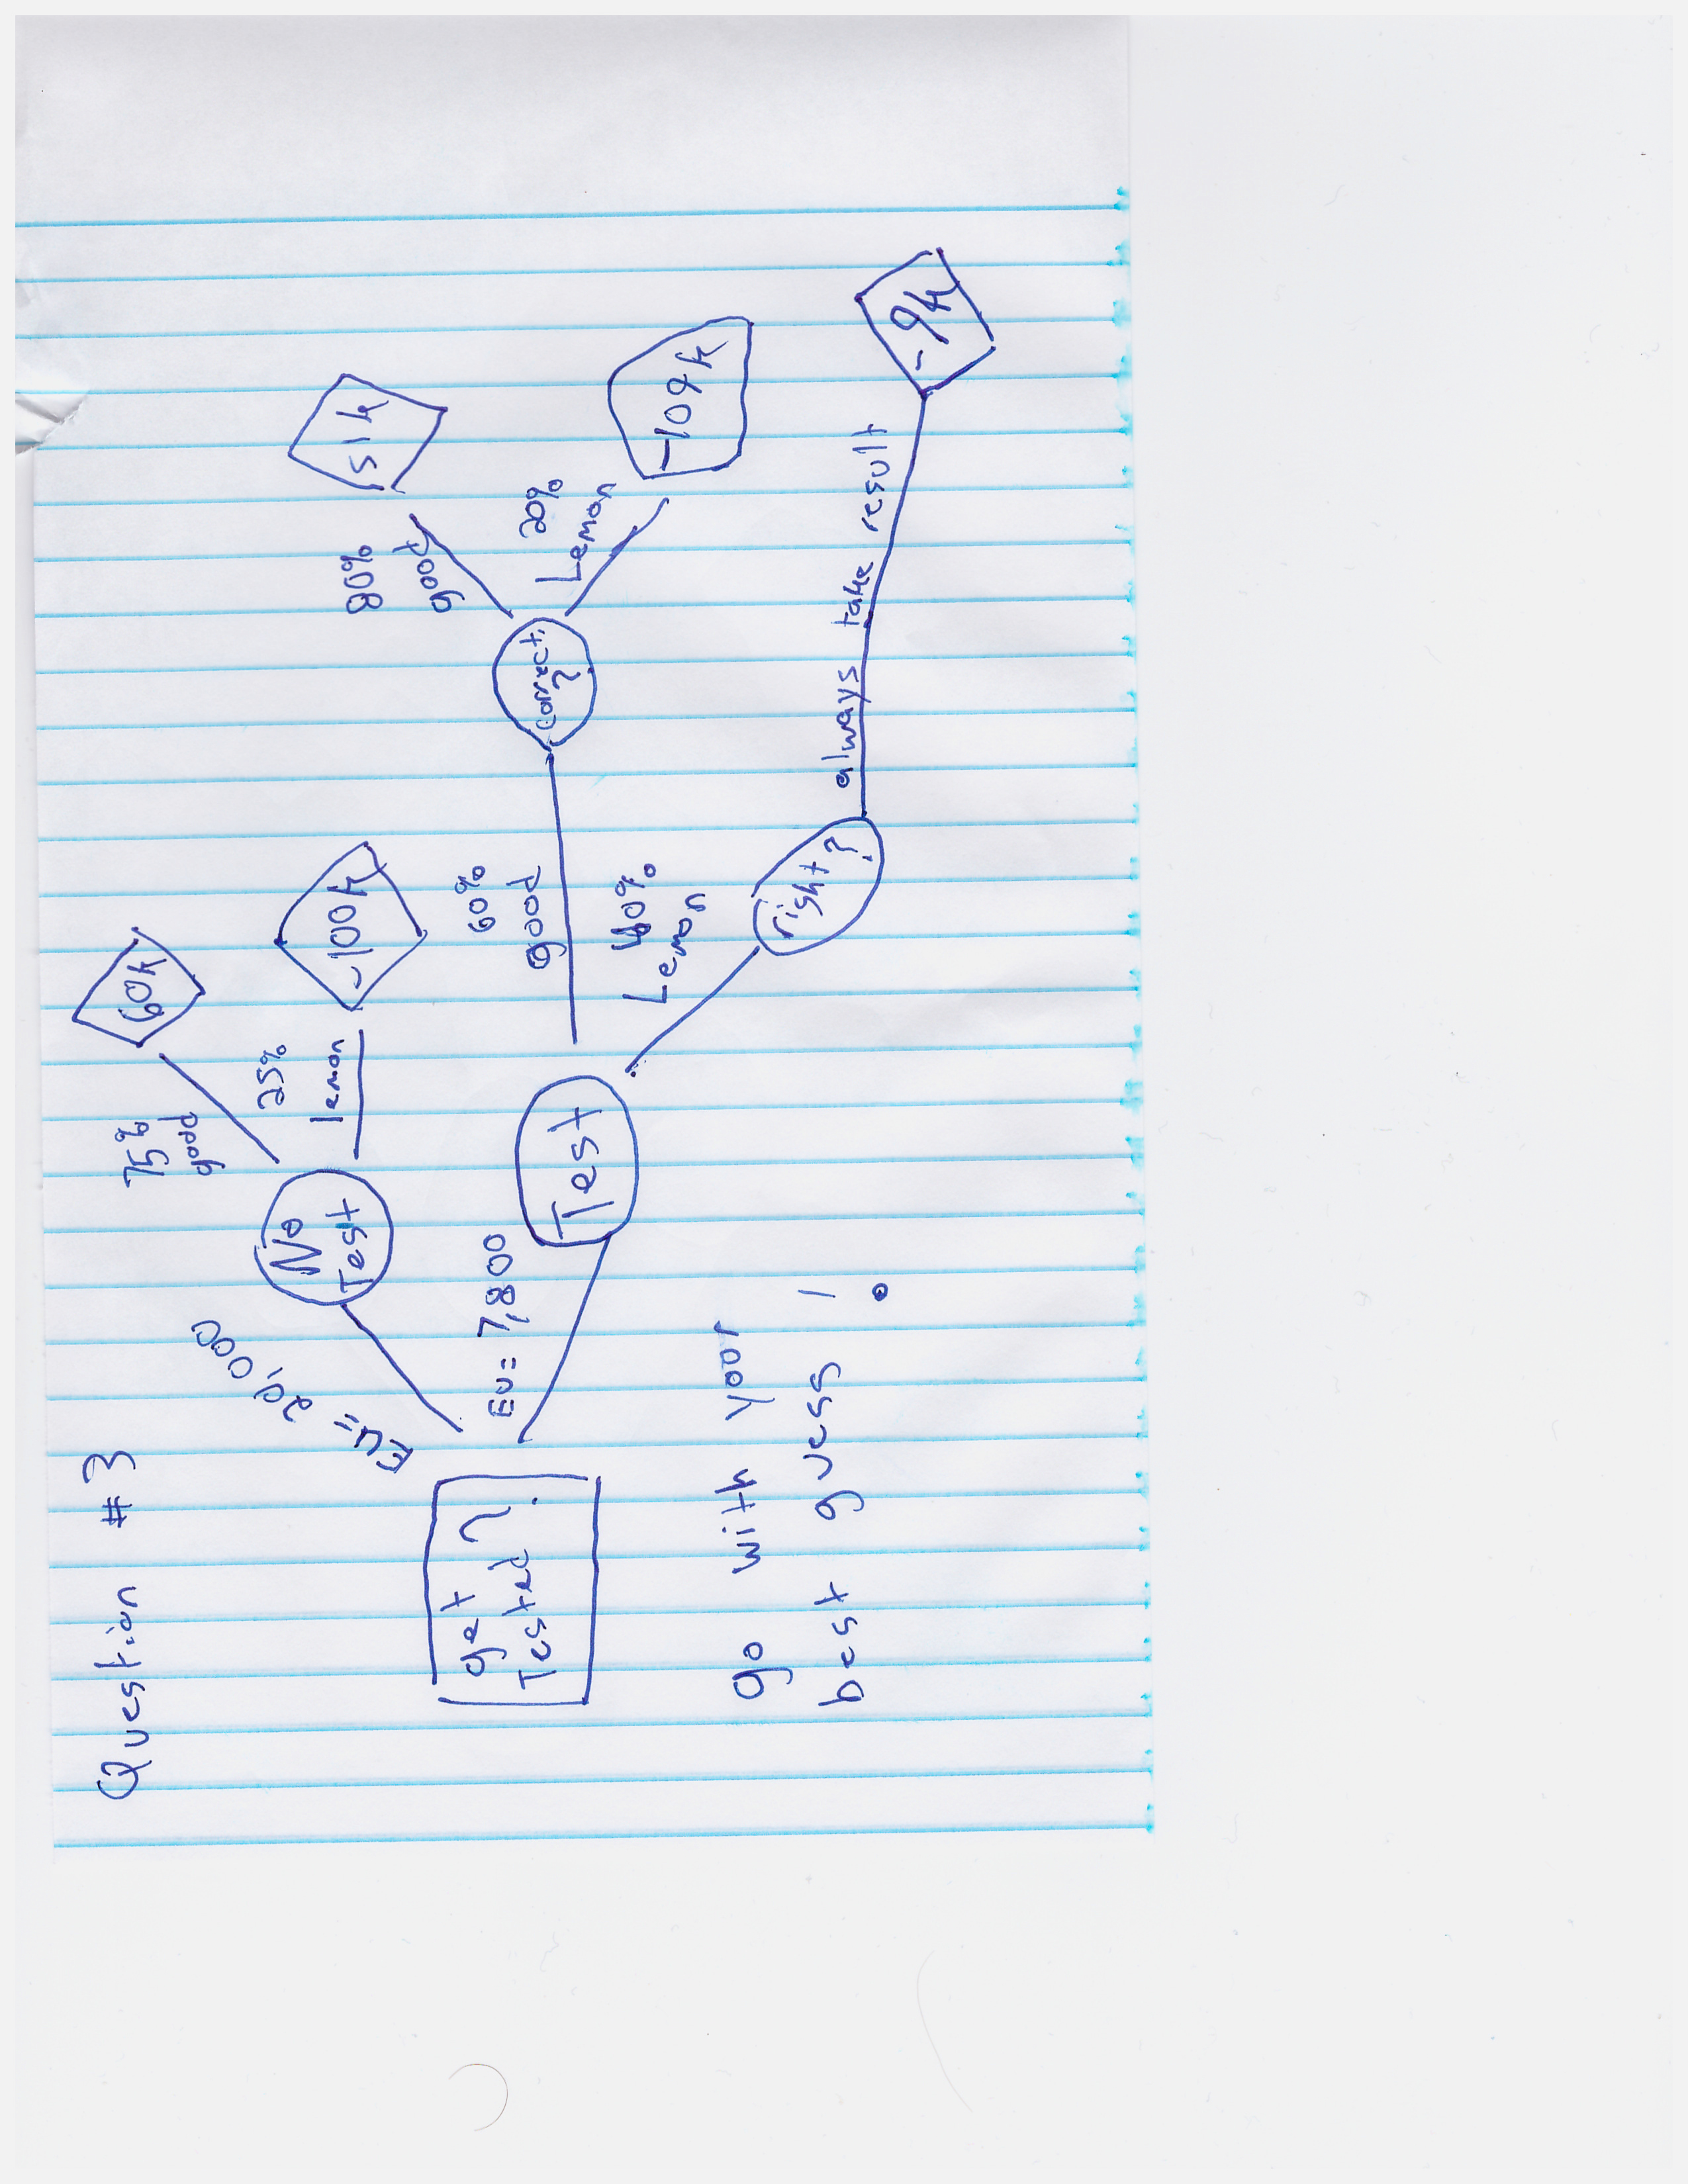 Question #3
75%
good
60k
25%
lemon
-100k
No
Test
EU= 20,000
get
Tested?
EU= 7,800
Test
60%
good
correct
?
80%
good
51k
20%
Lemon
-109k
40%
Lemon
right?
always take result
-9k
go with your
best guess!